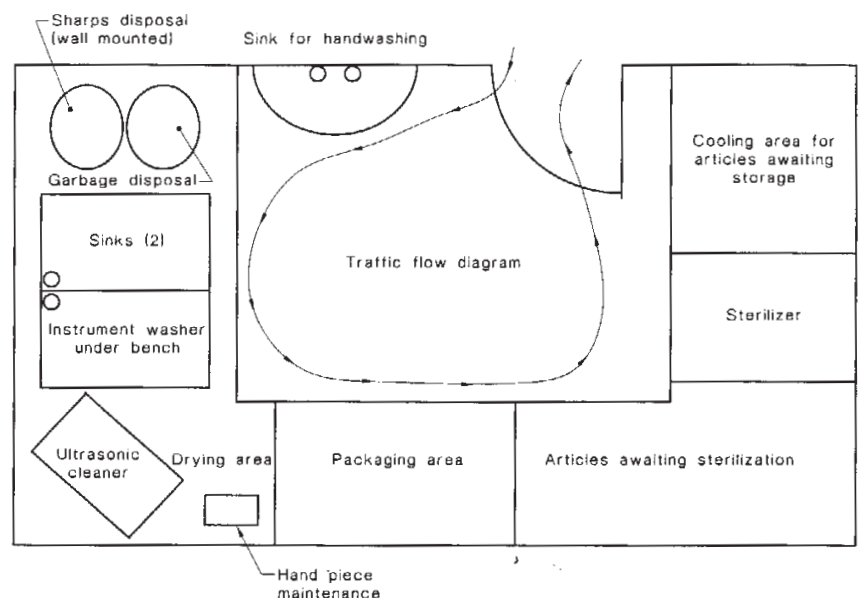 Sharps disposal
(wall mounted)
Sink for handwashing
Garbage disposal
Cooling area for
articles awaiting
storage
Sinks (2)
Traffic flow diagram
Instrument washer
under bench
Sterilizer
Ultrasonic
cleaner
Drying area
Packaging area
Articles awaiting sterilization
Hand piece
maintenance